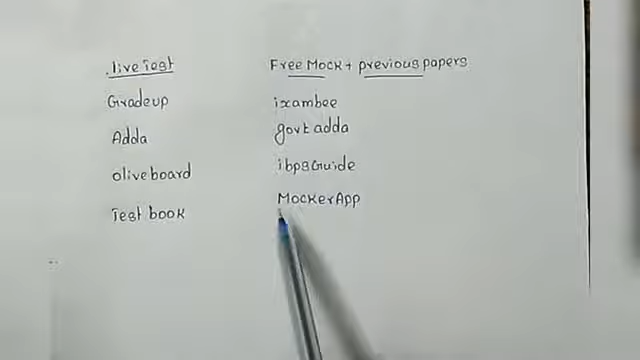 .live Test
Gradeup
Adda
oliveboard
Test book
Free Mock + previous papers
ixambee
govt adda
ibpsGuide
MockerApp